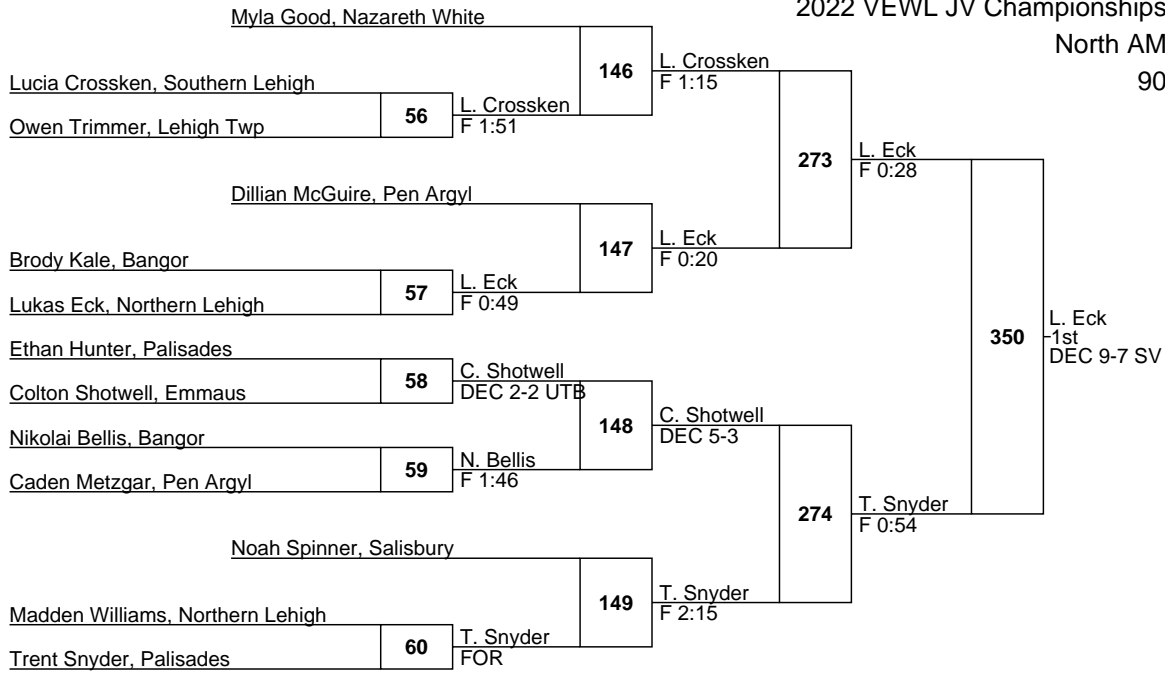 2022 VEWL JV Championships
North AM
90
Myla Good, Nazareth White
146
L. Crossken
F 1:15
Lucia Crossken, Southern Lehigh
56
L. Crossken
F 1:51
Owen Trimmer, Lehigh Twp
273
L. Eck
F 0:28
Dillian McGuire, Pen Argyl
147
L. Eck
F 0:20
Brody Kale, Bangor
57
L. Eck
F 0:49
Lukas Eck, Northern Lehigh
350
L. Eck
1st
DEC 9-7 SV
Ethan Hunter, Palisades
58
C. Shotwell
DEC 2-2 UTB
Colton Shotwell, Emmaus
148
C. Shotwell
DEC 5-3
Nikolai Bellis, Bangor
59
N. Bellis
F 1:46
Caden Metzgar, Pen Argyl
274
T. Snyder
F 0:54
Noah Spinner, Salisbury
149
T. Snyder
F 2:15
Madden Williams, Northern Lehigh
60
T. Snyder
FOR
Trent Snyder, Palisades